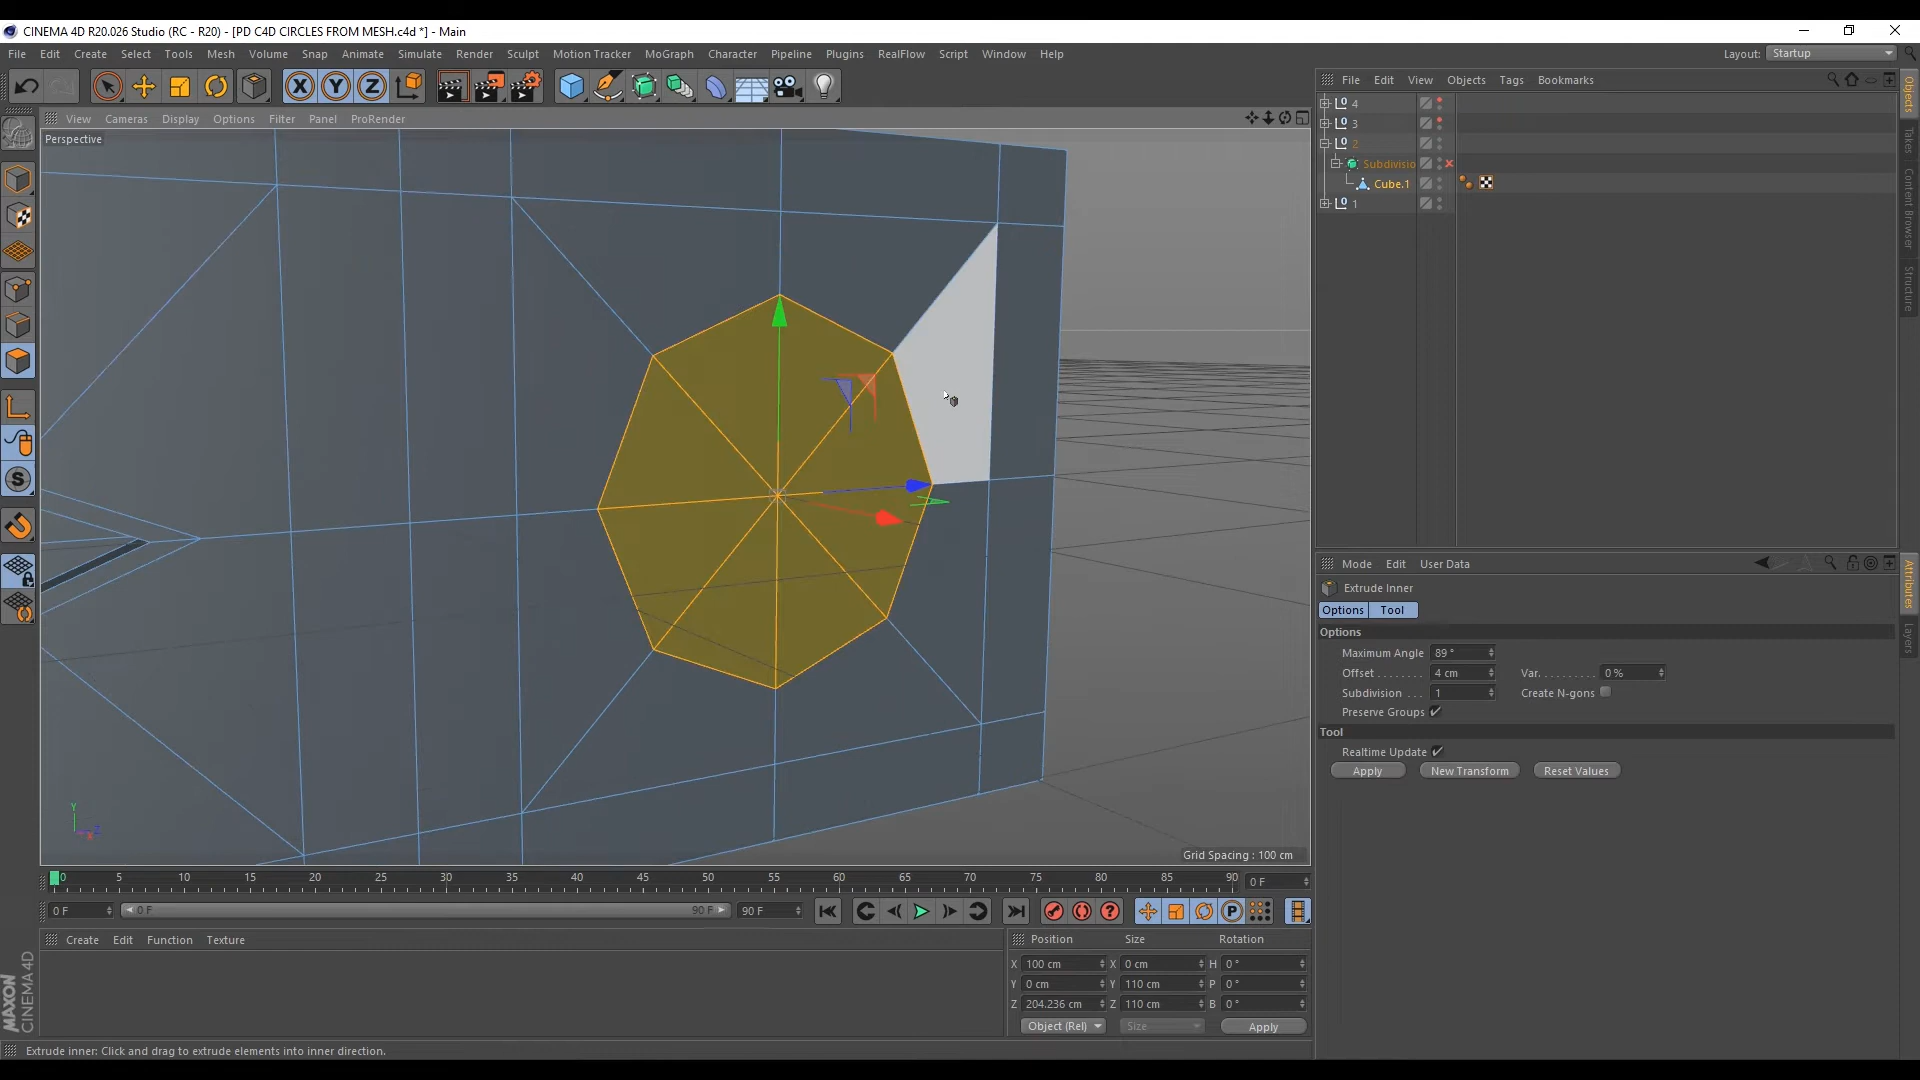 CINEMA 4D R20.026 Studio (RC - R20) - [PD C4D CIRCLES FROM MESH.c4d *] - Main
File Edit Create Select Tools Mesh Volume Snap Animate Simulate Render Sculpt Motion Tracker MoGraph Character Pipeline Plugins RealFlow Script Window Help
Layout: Startup
X Y Z
View Cameras Display Options Filter Panel ProRender
Perspective
Y
Z
X
Grid Spacing : 100 cm
S
File Edit View Objects Tags Bookmarks
4
3
2
Subdivisio
Cube.1
1
Objects
Takes
Content Browser
Structure
Mode Edit User Data
Extrude Inner
Options Tool
Options
Maximum Angle 89 °
Offset . . . . . . . . 4 cm Var. . . . . . . . . . 0 %
Subdivision . . . 1 Create N-gons
Preserve Groups
Tool
Realtime Update
Apply New Transform Reset Values
Attributes
Layers
0 5 10 15 20 25 30 35 40 45 50 55 60 65 70 75 80 85 90
0 F
0 F 0 F 90 F 90 F
P
Create Edit Function Texture
Position Size Rotation
X 100 cm X 0 cm H 0 °
Y 0 cm Y 110 cm P 0 °
Z 204.236 cm Z 110 cm B 0 °
Object (Rel) Size Apply
MAXON
CINEMA 4D
Extrude inner: Click and drag to extrude elements into inner direction.